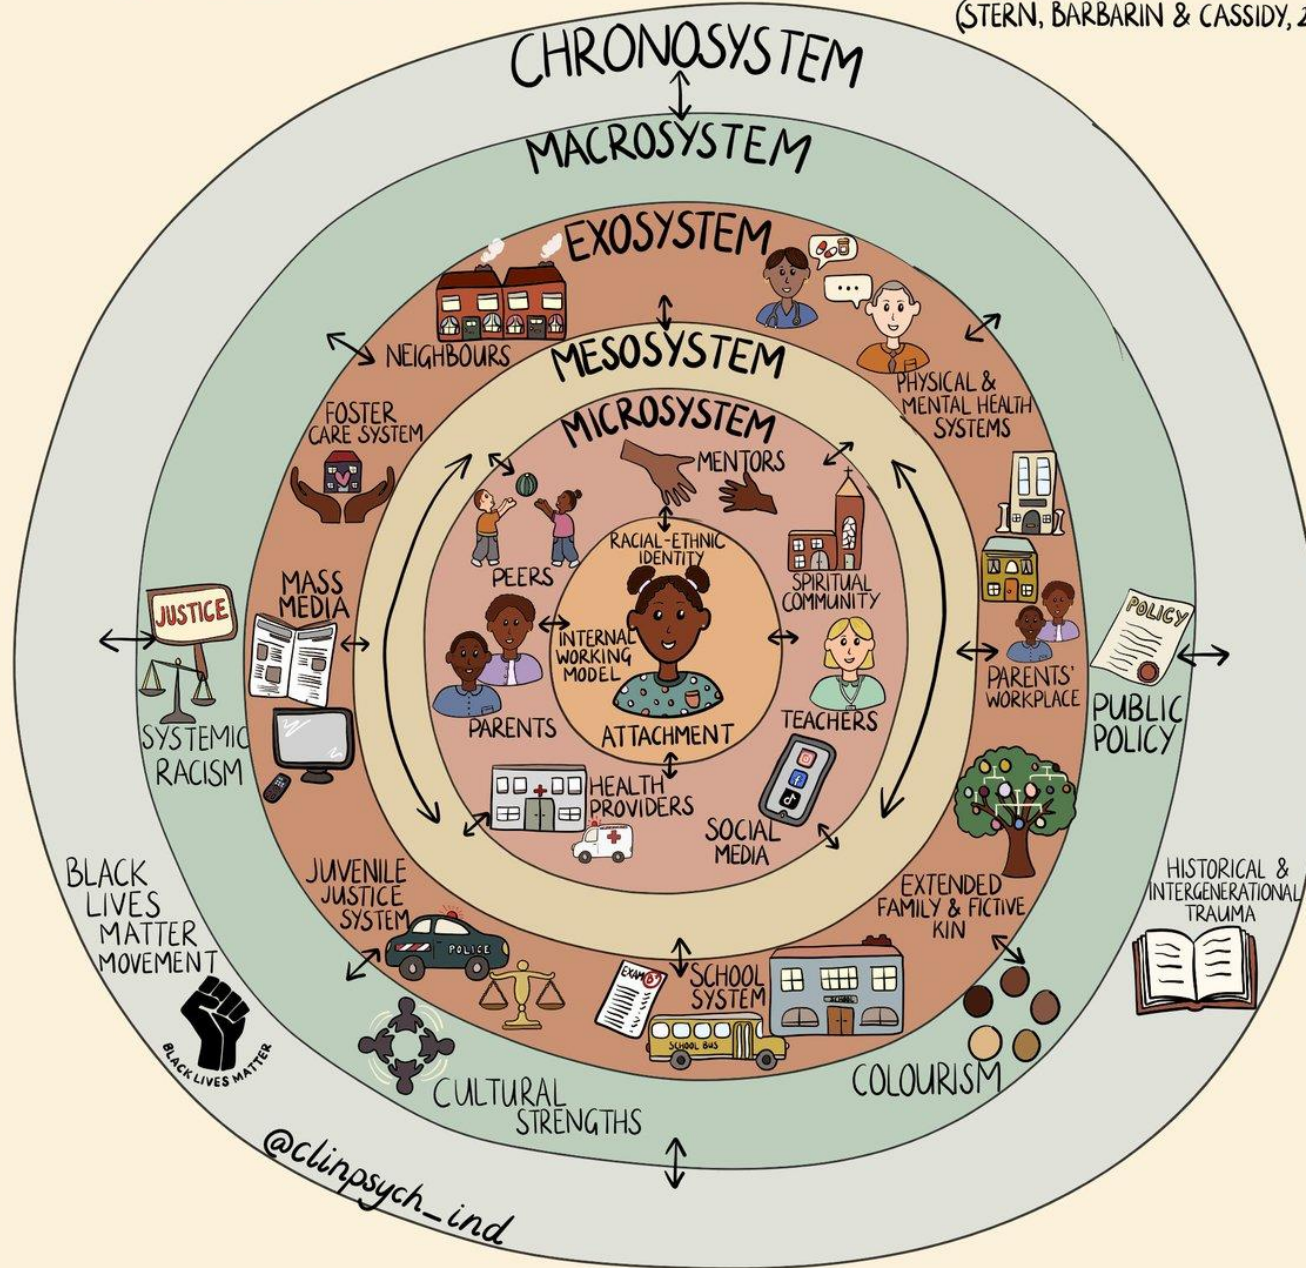 (STERN, BARBARIN & CASSIDY,
CHRONOSYSTEM
MACROSYSTEM
EXOSYSTEM
NEIGHBOURS
PHYSICAL &
MENTAL HEALTH
SYSTEMS
MESOSYSTEM
MICROSYSTEM
FOSTER
CARE SYSTEM
MENTORS
RACIAL-ETHNIC
IDENTITY
PEERS
SPIRITUAL
COMMUNITY
MASS
MEDIA
JUSTICE
INTERNAL
WORKING
MODEL
POLICY
PARENTS'
WORKPLACE
PARENTS
ATTACHMENT
TEACHERS
SYSTEMIC
RACISM
PUBLIC
POLICY
HEALTH
PROVIDERS
SOCIAL
MEDIA
BLACK
LIVES
MATTER
MOVEMENT
JUVENILE
JUSTICE
SYSTEM
POLICE
EXTENDED
FAMILY & FICTIVE
KIN
HISTORICAL &
INTERGENERATIONAL
TRAUMA
EXAM
SCHOOL
SYSTEM
SCHOOL
SCHOOL BUS
BLACK LIVES MATTER
CULTURAL
STRENGTHS
COLOURISM
@clinpsych_ind